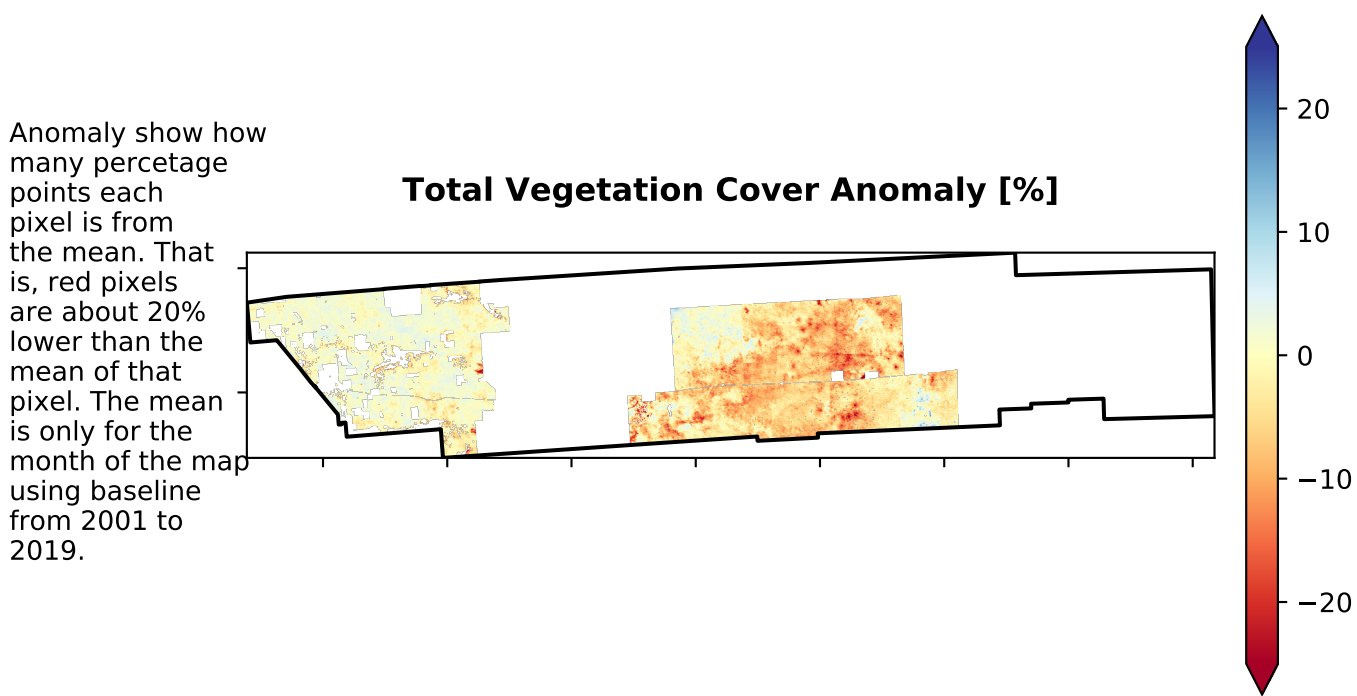 Anomaly show how
many percetage
points each
pixel is from
the mean. That
is, red pixels
are about 20%
lower than the
mean of that
pixel. The mean
is only for the
month of the map
using baseline
from 2001 to
2019.
Total Vegetation Cover Anomaly [%]
20
10
0
−10
−20